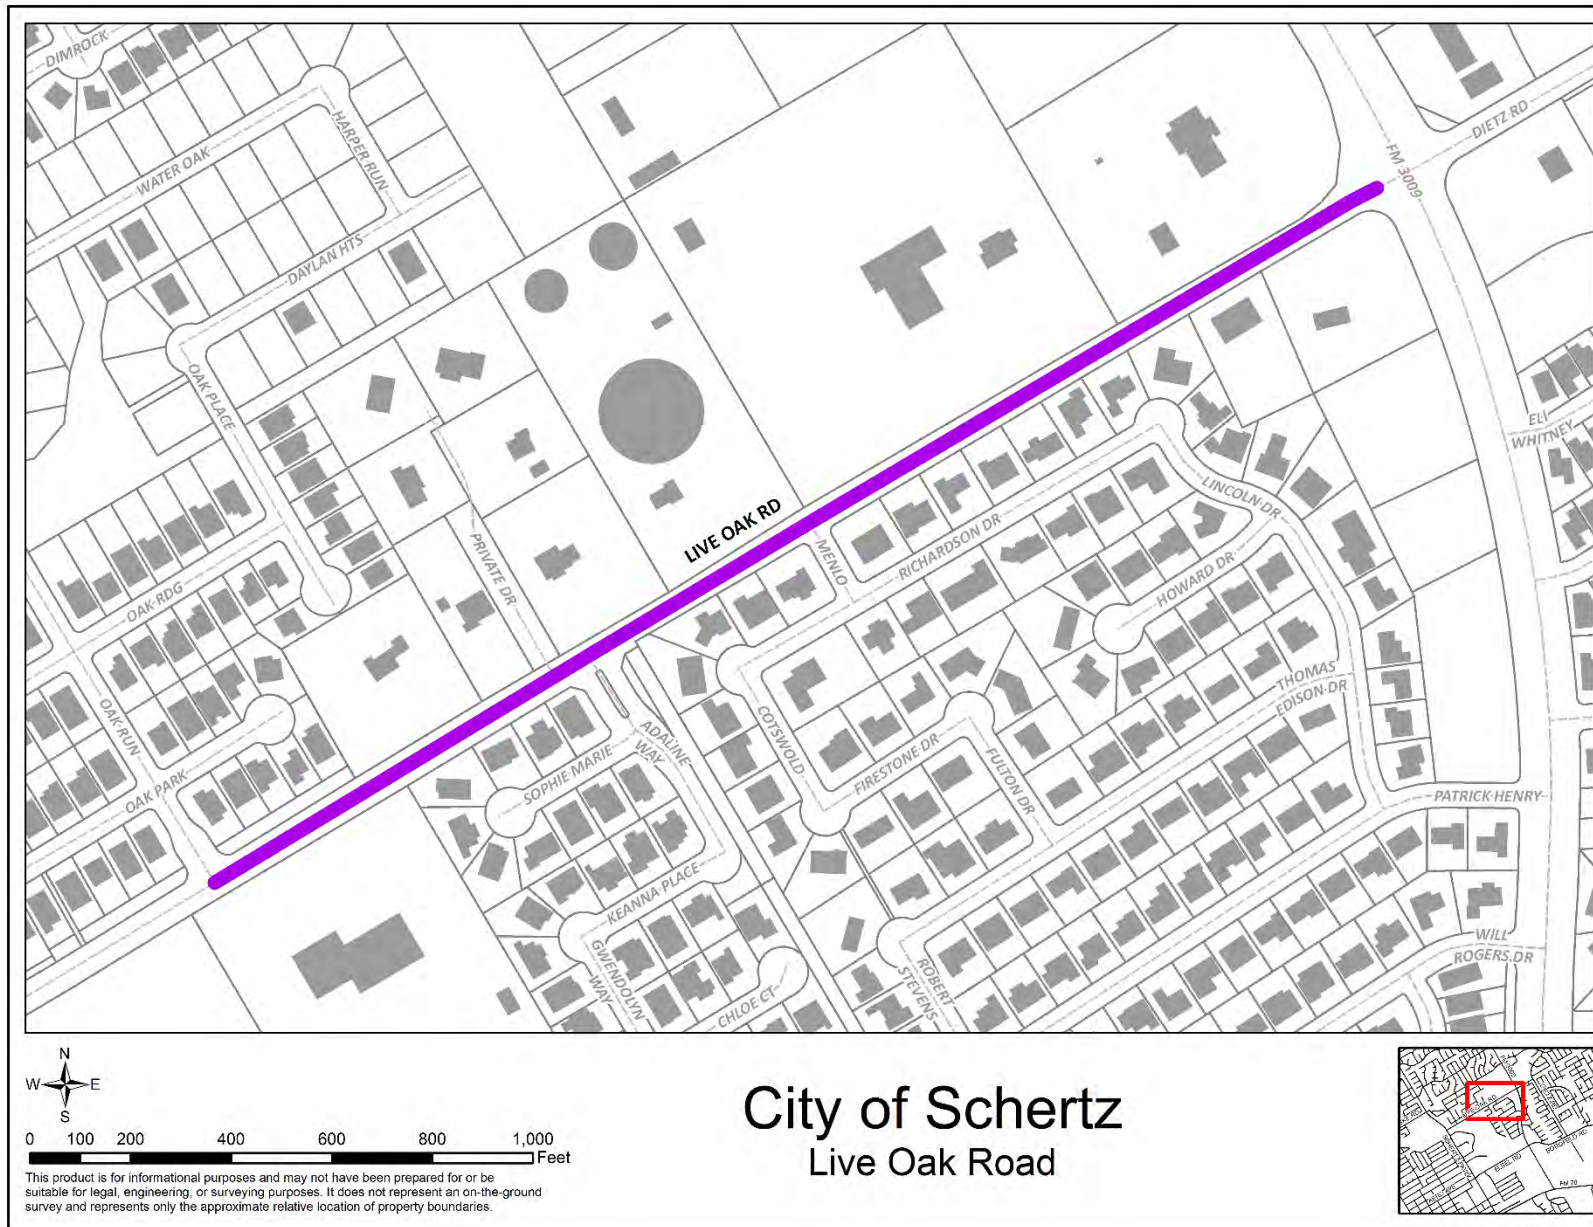 DIMROCK
HARPER RUN
WATER OAK
DAYLAN HTS
OAK PLACE
FM 3009
DIETZ RD
ELI
WHITNEY
LIVE OAK RD
MENLO
RICHARDSON DR
LINCOLN DR
HOWARD DR
PRIVATE DR
OAK RDG
OAK RUN
OAK PARK
SOPHIE MARIE
ADALINE
WAY
COTSWOLD
FIRESTONE DR
FULTON DR
THOMAS
EDISON DR
PATRICK HENRY
KEANNA PLACE
GWENDOLYN
WAY
CHLOE CT
ROBERT
STEVENS
WILL
ROGERS DR
N
W E
S
0 100 200 400 600 800 1,000
Feet
This product is for informational purposes and may not have been prepared for or be
suitable for legal, engineering, or surveying purposes. It does not represent an on-the-ground
survey and represents only the approximate relative location of property boundaries.
City of Schertz
Live Oak Road
ELBEL RD
BORGFELD RD